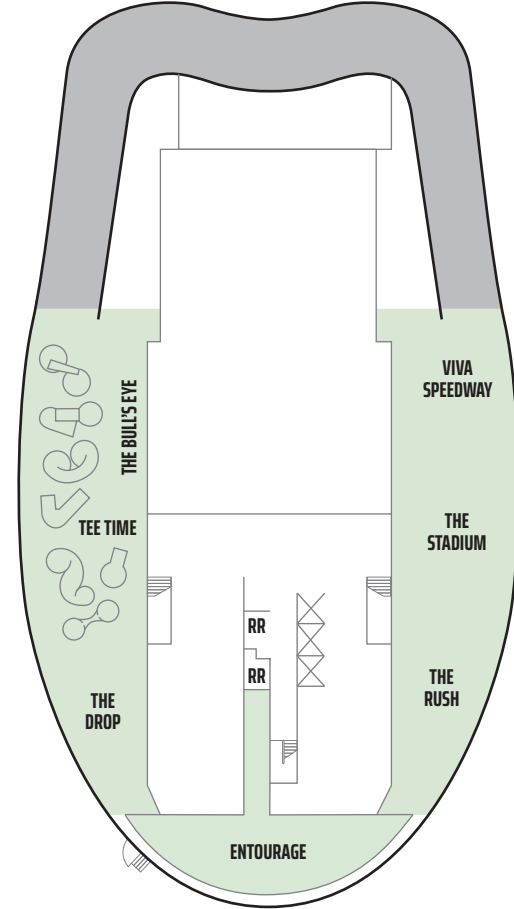 VIVA
SPEEDWAY
THE BULL'S EYE
TEE TIME
THE
STADIUM
RR
RR
THE
RUSH
THE
DROP
ENTOURAGE